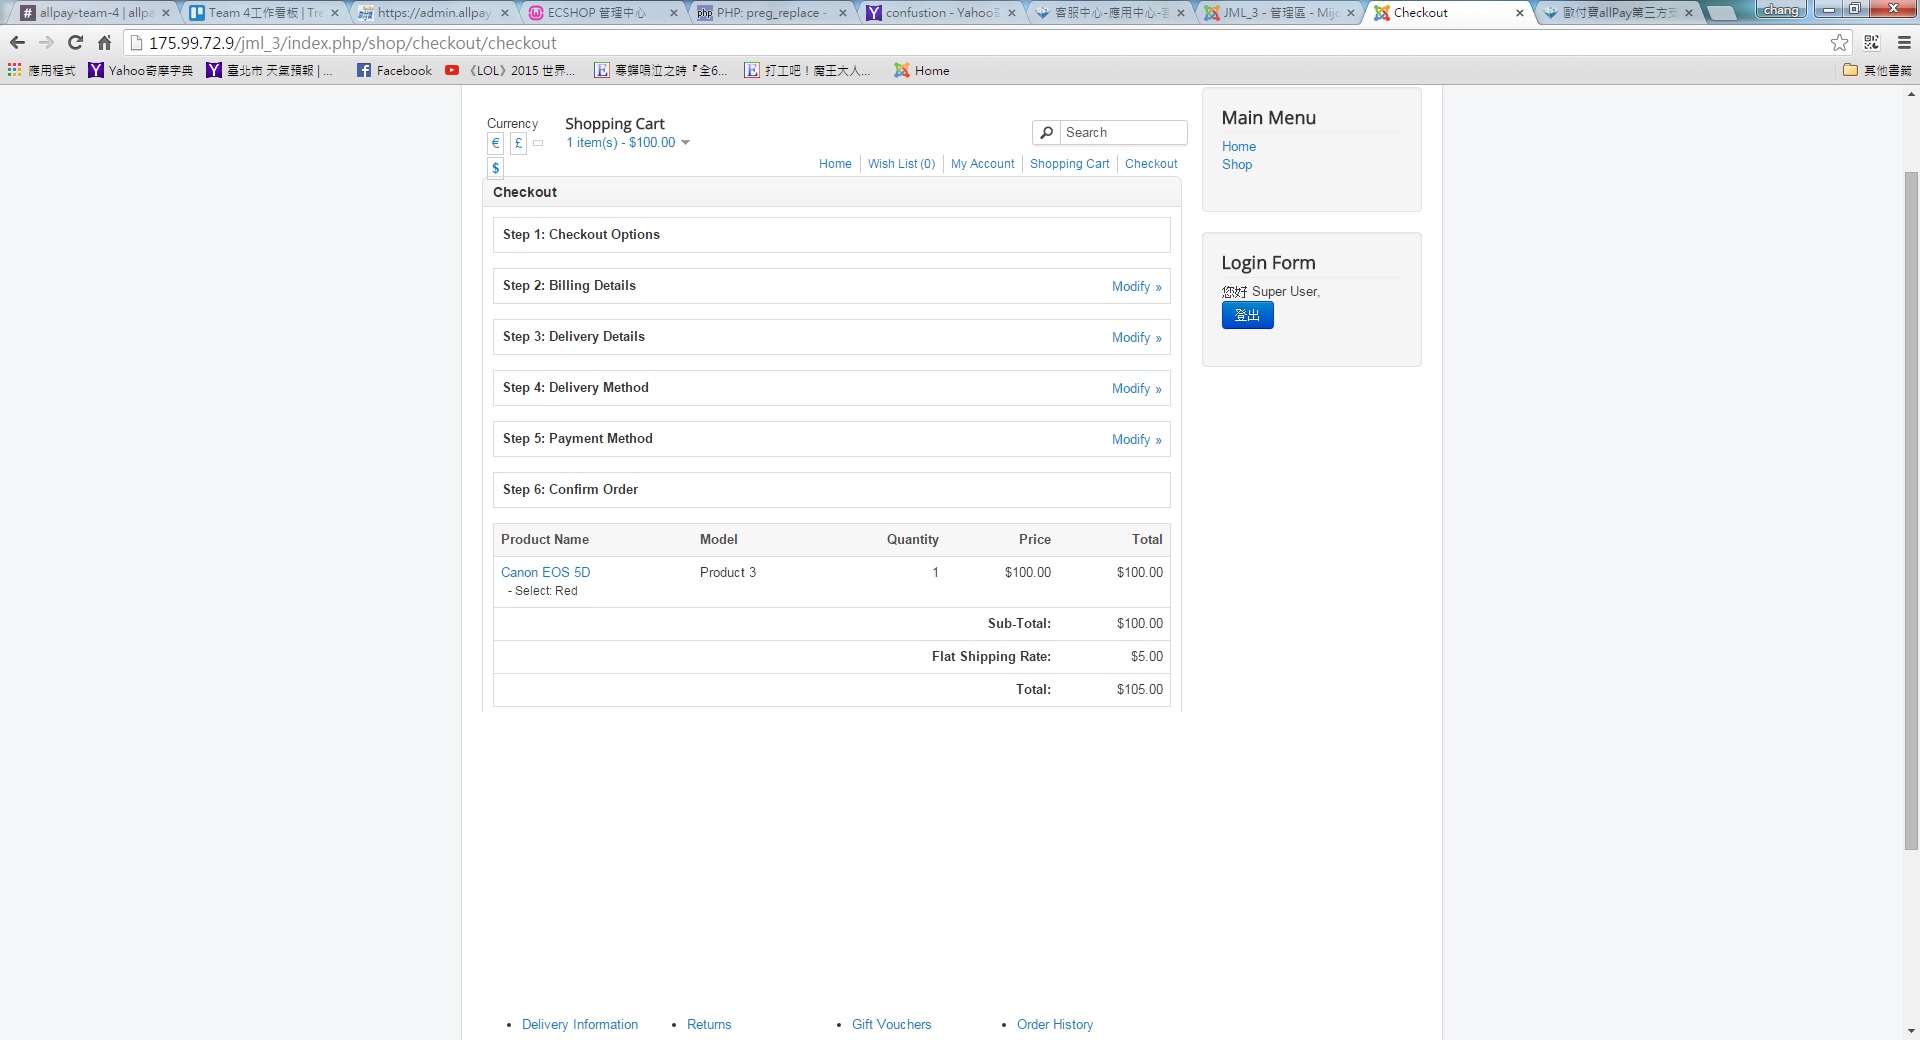 allpay-team-4 | allpa
Team 4工作看板 | Tre
https://admin.allpay
ECSHOP 管理中心
php PHP: preg_replace -
confustion - Yahoo
客服中心-應用中心-
JML_3 - 管理區 - Mijo
Checkout
歐付寶allPay第三方支
chang
175.99.72.9/jml_3/index.php/shop/checkout/checkout
應用程式
Yahoo奇摩字典
臺北市 天氣預報 | ...
Facebook
《LOL》2015 世界...
寒蟬鳴泣之時『全6...
打工吧！魔王大人...
Home
其他書籤
Currency
€ £
$
Shopping Cart
1 item(s) - $100.00
Search
Home Wish List (0) My Account Shopping Cart Checkout
Checkout
Step 1: Checkout Options
Step 2: Billing Details Modify »
Step 3: Delivery Details Modify »
Step 4: Delivery Method Modify »
Step 5: Payment Method Modify »
Step 6: Confirm Order
Product Name Model Quantity Price Total
Canon EOS 5D Product 3 1 $100.00 $100.00
- Select: Red
Sub-Total: $100.00
Flat Shipping Rate: $5.00
Total: $105.00
Main Menu
Home
Shop
Login Form
您好 Super User,
登出
Delivery Information
Returns
Gift Vouchers
Order History